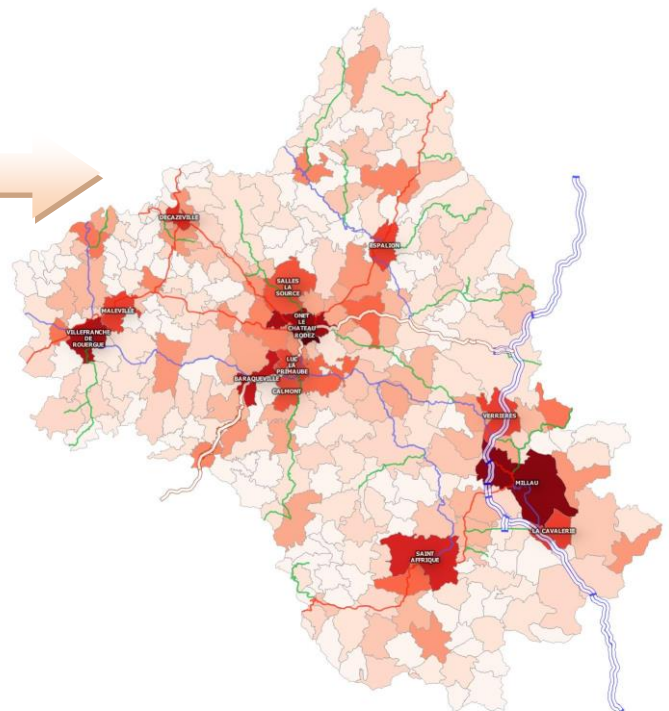 DECAZEVILLE
ESPALION
SALLES
LA
SOURCE
MALEVILLE
ONET
LE
CHATEAU
RODEZ
VILLEFRANCHE
DE
ROUERGUE
LUC
LA
PRIMAUBE
BARAQUEVILLE
CALMONT
VERRIERES
MILLAU
LA CAVALERIE
SAINT
AFFRIQUE